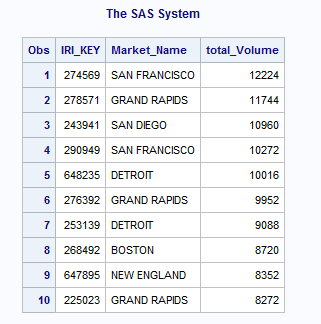 The SAS System
Obs IRI_KEY Market_Name total_Volume
1 274569 SAN FRANCISCO 12224
2 278571 GRAND RAPIDS 11744
3 243941 SAN DIEGO 10960
4 290949 SAN FRANCISCO 10272
5 648235 DETROIT 10016
6 276392 GRAND RAPIDS 9952
7 253139 DETROIT 9088
8 268492 BOSTON 8720
9 647895 NEW ENGLAND 8352
10 225023 GRAND RAPIDS 8272